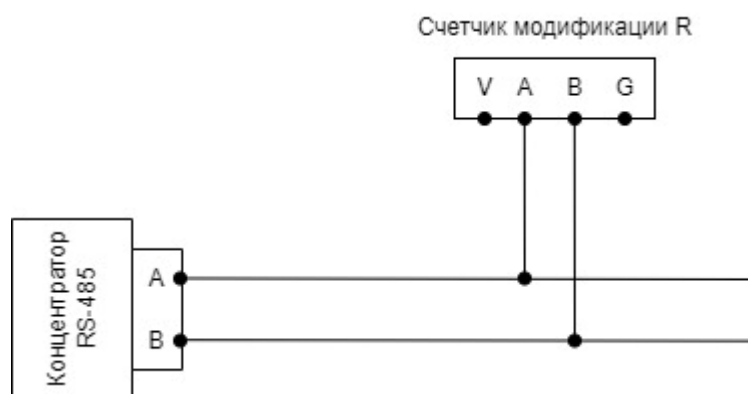 Счетчик модификации R
V A B G
Концентратор
RS-485
A
B